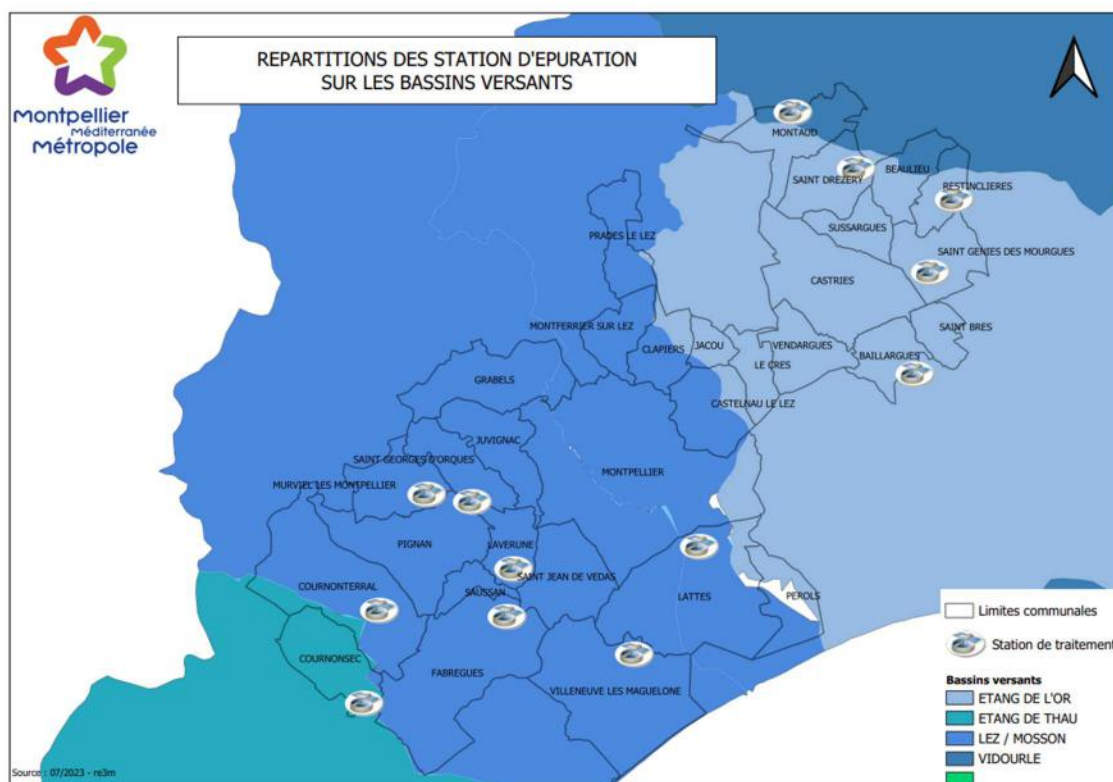 REPARTITIONS DES STATION D'EPURATION
SUR LES BASSINS VERSANTS
Montpellier
méditerranée
métropole
MONTAUD
SAINT DREZERY
BEAULIEU
RESTINCLIERES
SUSSARGUES
PRADES LE LEZ
SAINT GENIES DES MOURGUES
CASTRIES
MONTFERRIER SUR LEZ
SAINT BRES
CLAPIERS
JACOU
VENDARGUES
BAILLARGUES
LE CRES
GRABELS
CASTELNAU LE LEZ
JUVIGNAC
SAINT GEORGES D'ORQUES
MONTPELLIER
MURVIEL LES MONTPELLIER
PIGNAN
LAVERUNE
SAINT JEAN DE VEDAS
COURNONTERRAL
SAUSSAN
LATTES
PEROLS
COURNONSEC
FABREGUES
VILLENEUVE LES MAGUELONE
Limites communales
Station de traitement
Bassins versants
ETANG DE L'OR
ETANG DE THAU
LEZ / MOSSON
VIDOURLE
Source : 07/2023 - re3m